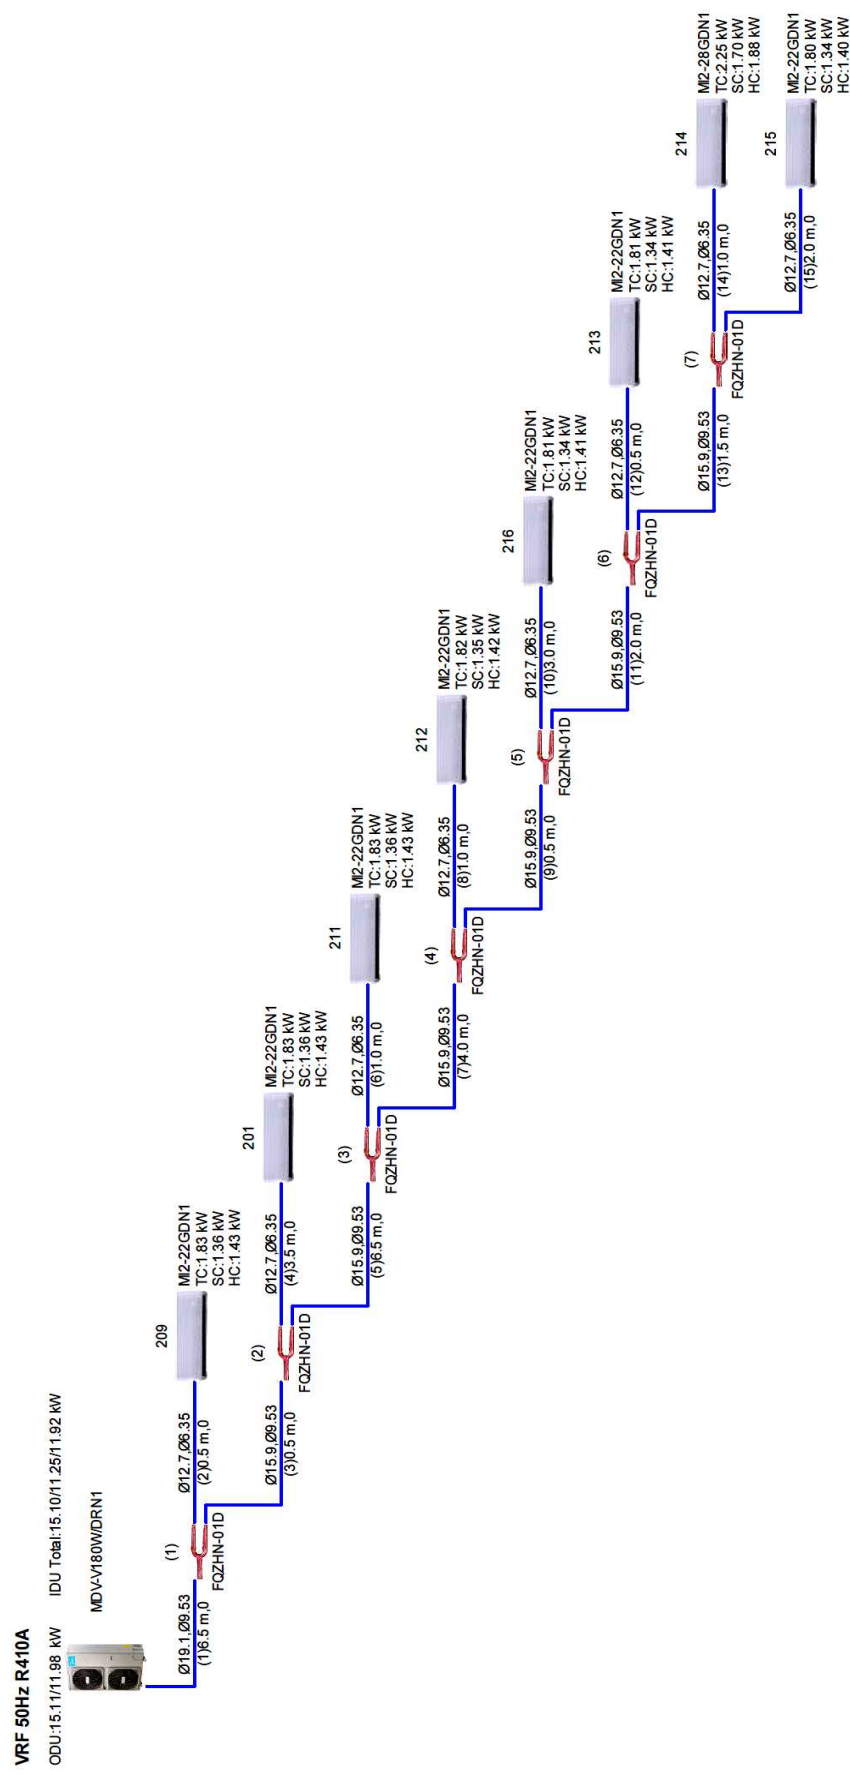 VRF 50Hz R410A
ODU:15.11/11.98 kW
IDU Total:15.10/11.25/11.92 kW
MDV-V180W/DRN1
Ø19.1,Ø9.53
(1)6.5 m,0
(1)
FQZHN-01D
Ø12.7,Ø6.35
(2)0.5 m,0
209
MI2-22GDN1
TC:1.83 kW
SC:1.36 kW
HC:1.43 kW
Ø15.9,Ø9.53
(3)0.5 m,0
(2)
FQZHN-01D
Ø12.7,Ø6.35
(4)3.5 m,0
201
MI2-22GDN1
TC:1.83 kW
SC:1.36 kW
HC:1.43 kW
Ø15.9,Ø9.53
(5)6.5 m,0
(3)
FQZHN-01D
Ø12.7,Ø6.35
(6)1.0 m,0
211
MI2-22GDN1
TC:1.83 kW
SC:1.36 kW
HC:1.43 kW
Ø15.9,Ø9.53
(7)4.0 m,0
(4)
FQZHN-01D
Ø12.7,Ø6.35
(8)1.0 m,0
212
MI2-22GDN1
TC:1.82 kW
SC:1.35 kW
HC:1.42 kW
Ø15.9,Ø9.53
(9)0.5 m,0
(5)
FQZHN-01D
Ø12.7,Ø6.35
(10)3.0 m,0
216
MI2-22GDN1
TC:1.81 kW
SC:1.34 kW
HC:1.41 kW
Ø15.9,Ø9.53
(11)2.0 m,0
(6)
FQZHN-01D
Ø12.7,Ø6.35
(12)0.5 m,0
213
MI2-22GDN1
TC:1.81 kW
SC:1.34 kW
HC:1.41 kW
Ø15.9,Ø9.53
(13)1.5 m,0
(7)
FQZHN-01D
Ø12.7,Ø6.35
(14)1.0 m,0
214
MI2-28GDN1
TC:2.25 kW
SC:1.70 kW
HC:1.88 kW
Ø12.7,Ø6.35
(15)2.0 m,0
215
MI2-22GDN1
TC:1.80 kW
SC:1.34 kW
HC:1.40 kW